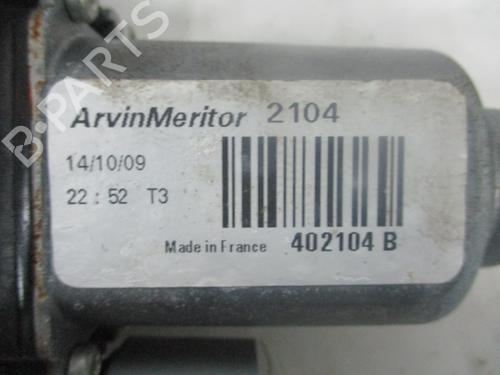 B-PARTS
ArvinMeritor 2104
14/10/09
22 : 52 T3
Made in France 402104 B